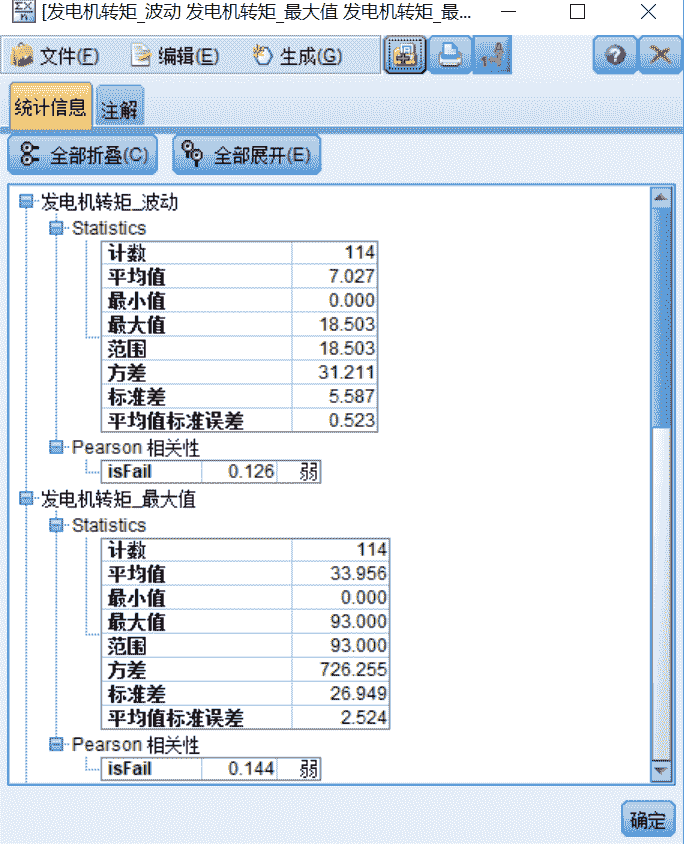 [发电机转矩_波动 发电机转矩_最大值 发电机转矩_最...
文件(F) 编辑(E) 生成(G)
统计信息 注解
全部折叠(C) 全部展开(E)
发电机转矩_波动
Statistics
计数 114
平均值 7.027
最小值 0.000
最大值 18.503
范围 18.503
方差 31.211
标准差 5.587
平均值标准误差 0.523
Pearson 相关性
isFail 0.126 弱
发电机转矩_最大值
Statistics
计数 114
平均值 33.956
最小值 0.000
最大值 93.000
范围 93.000
方差 726.255
标准差 26.949
平均值标准误差 2.524
Pearson 相关性
isFail 0.144 弱
确定